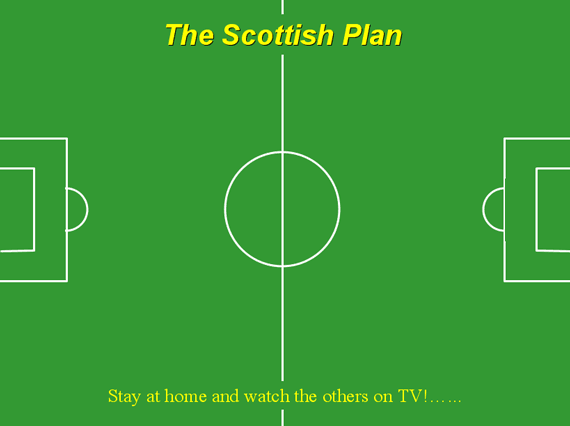 The Scottish Plan
Stay at home and watch the others on TV!……